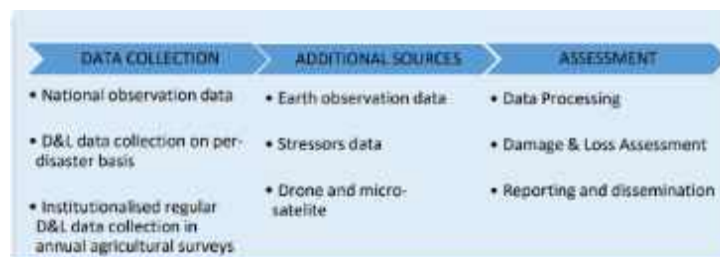 DATA COLLECTION
• National observation data
• D&L data collection on per-
disaster basis
• Institutionalised regular
D&L data collection in
annual agricultural surveys
ADDITIONAL SOURCES
• Earth observation data
• Stressors data
• Drone and micro-
satelite
ASSESSMENT
• Data Processing
• Damage & Loss Assessment
• Reporting and dissemination